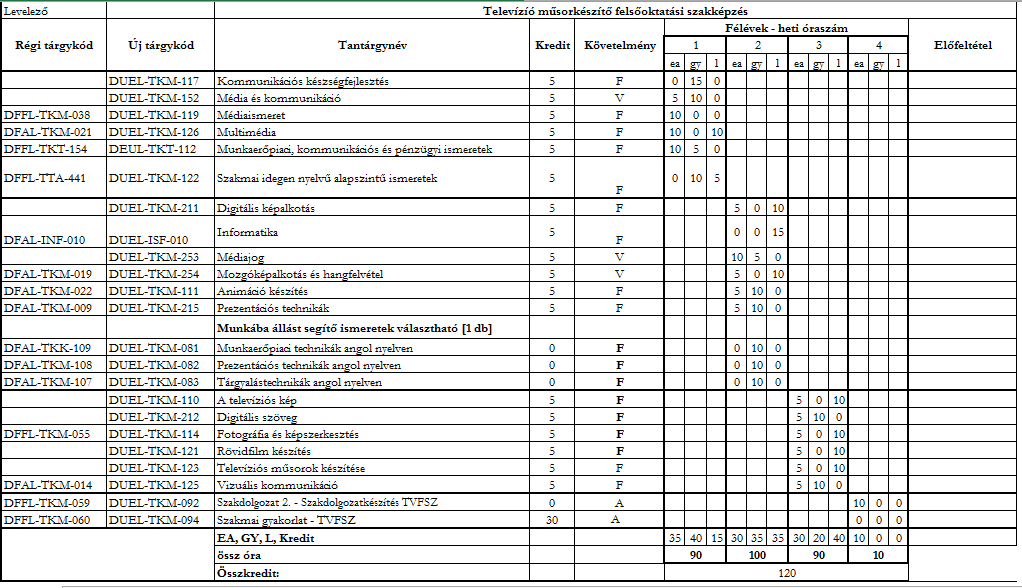 Levelező Televízió műsorkészítő felsőoktatási szakképzés
Régi tárgykód Új tárgykód Tantárgynév Kredit Követelmény Félévek - heti óraszám Előfeltétel
1 2 3 4
ea gy l ea gy l ea gy l ea gy l
DUEL-TKM-117 Kommunikációs készségfejlesztés 5 F 0 15 0
DUEL-TKM-152 Média és kommunikáció 5 V 5 10 0
DFFL-TKM-038 DUEL-TKM-119 Médiaismeret 5 F 10 0 0
DFAL-TKM-021 DUEL-TKM-126 Multimédia 5 F 10 0 10
DFFL-TKT-154 DEUL-TKT-112 Munkaerőpiaci, kommunikációs és pénzügyi ismeretek 5 F 10 5 0
DFFL-TTA-441 DUEL-TKM-122 Szakmai idegen nyelvű alapszintű ismeretek 5 F 0 10 5
DUEL-TKM-211 Digitális képalkotás 5 F 5 0 10
DFAL-INF-010 DUEL-ISF-010 Informatika 5 F 0 0 15
DUEL-TKM-253 Médiajog 5 V 10 5 0
DFAL-TKM-019 DUEL-TKM-254 Mozgóképalkotás és hangfelvétel 5 V 5 0 10
DFAL-TKM-022 DUEL-TKM-111 Animáció készítés 5 F 5 10 0
DFAL-TKM-009 DUEL-TKM-215 Prezentációs technikák 5 F 5 10 0
Munkába állást segítő ismeretek választható [1 db]
DFAL-TKK-109 DUEL-TKM-081 Munkaerőpiaci technikák angol nyelven 0 F 0 10 0
DFAL-TKM-108 DUEL-TKM-082 Prezentációs technikák angol nyelven 0 F 0 10 0
DFAL-TKM-107 DUEL-TKM-083 Tárgyalástechnikák angol nyelven 0 F 0 10 0
DUEL-TKM-110 A televíziós kép 5 F 5 0 10
DUEL-TKM-212 Digitális szöveg 5 F 5 10 0
DFFL-TKM-055 DUEL-TKM-114 Fotográfia és képszerkesztés 5 F 5 0 10
DUEL-TKM-121 Rövidfilm készítés 5 F 5 0 10
DUEL-TKM-123 Televíziós műsorok készítése 5 F 5 0 10
DFAL-TKM-014 DUEL-TKM-125 Vizuális kommunikáció 5 F 5 10 0
DFFL-TKM-059 DUEL-TKM-092 Szakdolgozat 2. - Szakdolgozatkészítés TVFSZ 0 A 10 0 0
DFFL-TKM-060 DUEL-TKM-094 Szakmai gyakorlat - TVFSZ 30 A 0 0 0
EA, GY, L, Kredit 35 40 15 30 35 35 30 20 40 10 0 0
össz óra 90 100 90 10
Összkredit: 120